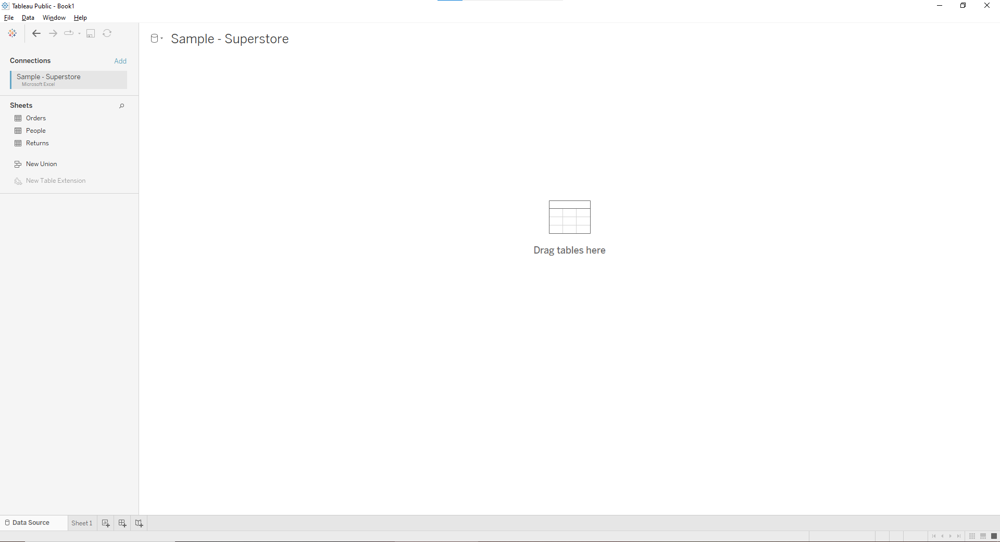 Tableau Public - Book1
File Data Window Help
Sample - Superstore
Connections Add
Sample - Superstore
Microsoft Excel
Sheets
Orders
People
Returns
New Union
New Table Extension
Drag tables here
Data Source Sheet 1